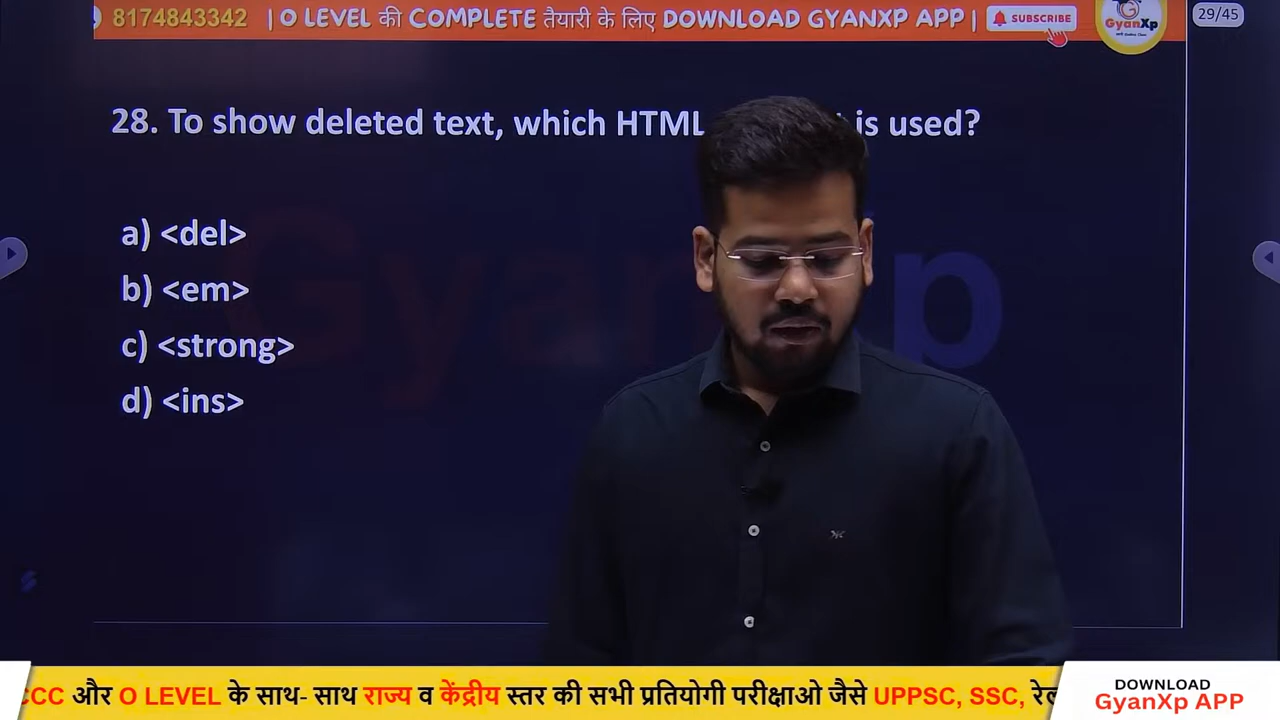 8174843342 | O LEVEL की COMPLETE तैयारी के लिए DOWNLOAD GYANXP APP | SUBSCRIBE
GyanXp
29/45
28. To show deleted text, which HTML is used?
a) <del>
b) <em>
c) <strong>
d) <ins>
CCC और O LEVEL के साथ- साथ राज्य व केंद्रीय स्तर की सभी प्रतियोगी परीक्षाओ जैसे UPPSC, SSC,
DOWNLOAD
GyanXp APP